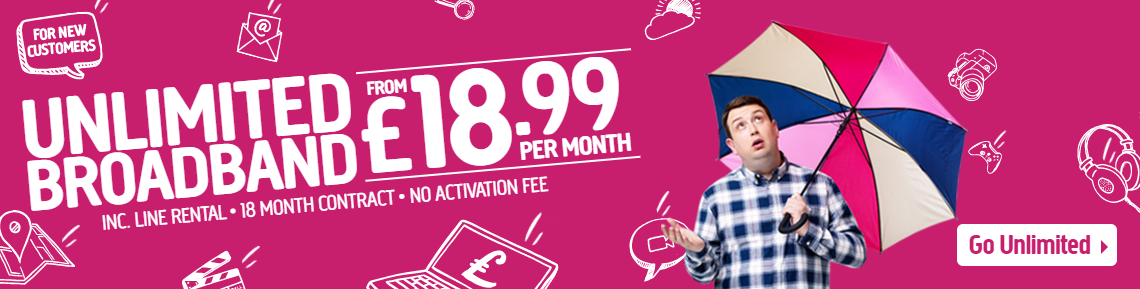 FOR NEW
CUSTOMERS
@
UNLIMITED
BROADBAND
FROM
£18.99
PER MONTH
INC. LINE RENTAL • 18 MONTH CONTRACT • NO ACTIVATION FEE
£
Go Unlimited